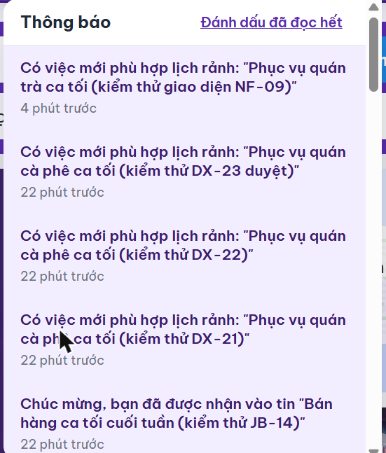 Thông báo
Đánh dấu đã đọc hết
Có việc mới phù hợp lịch rảnh: "Phục vụ quán
trà ca tối (kiểm thử giao diện NF-09)"
4 phút trước
Có việc mới phù hợp lịch rảnh: "Phục vụ quán
cà phê ca tối (kiểm thử DX-23 duyệt)"
22 phút trước
Có việc mới phù hợp lịch rảnh: "Phục vụ quán
cà phê ca tối (kiểm thử DX-22)"
22 phút trước
Có việc mới phù hợp lịch rảnh: "Phục vụ quán
cà phê ca tối (kiểm thử DX-21)"
22 phút trước
Chúc mừng, bạn đã được nhận vào tin "Bán
hàng ca tối cuối tuần (kiểm thử JB-14)"
22 phút trước